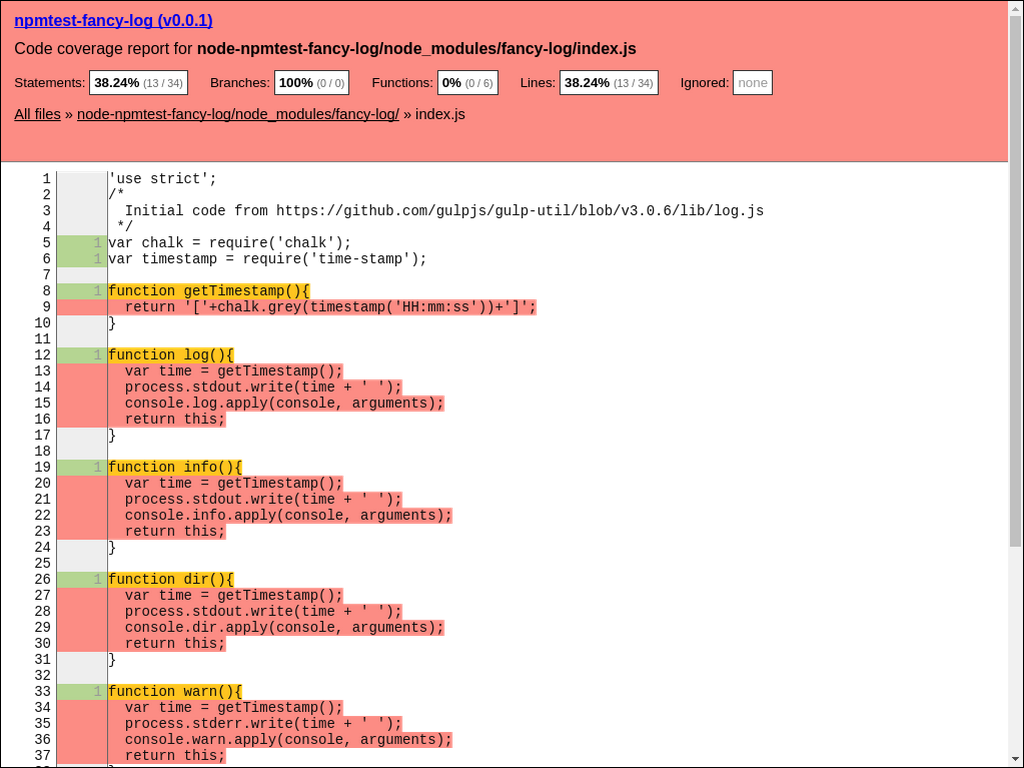 npmtest-fancy-log (v0.0.1)
Code coverage report for node-npmtest-fancy-log/node_modules/fancy-log/index.js
Statements: 38.24% (13 / 34) Branches: 100% (0 / 0) Functions: 0% (0 / 6) Lines: 38.24% (13 / 34) Ignored: none
All files » node-npmtest-fancy-log/node_modules/fancy-log/ » index.js
1 'use strict';
2 /*
3   Initial code from https://github.com/gulpjs/gulp-util/blob/v3.0.6/lib/log.js
4  */
5 1 var chalk = require('chalk');
6 1 var timestamp = require('time-stamp');
7
8 1 function getTimestamp(){
9   return '['+chalk.grey(timestamp('HH:mm:ss'))+']';
10 }
11
12 1 function log(){
13   var time = getTimestamp();
14   process.stdout.write(time + ' ');
15   console.log.apply(console, arguments);
16   return this;
17 }
18
19 1 function info(){
20   var time = getTimestamp();
21   process.stdout.write(time + ' ');
22   console.info.apply(console, arguments);
23   return this;
24 }
25
26 1 function dir(){
27   var time = getTimestamp();
28   process.stdout.write(time + ' ');
29   console.dir.apply(console, arguments);
30   return this;
31 }
32
33 1 function warn(){
34   var time = getTimestamp();
35   process.stderr.write(time + ' ');
36   console.warn.apply(console, arguments);
37   return this;